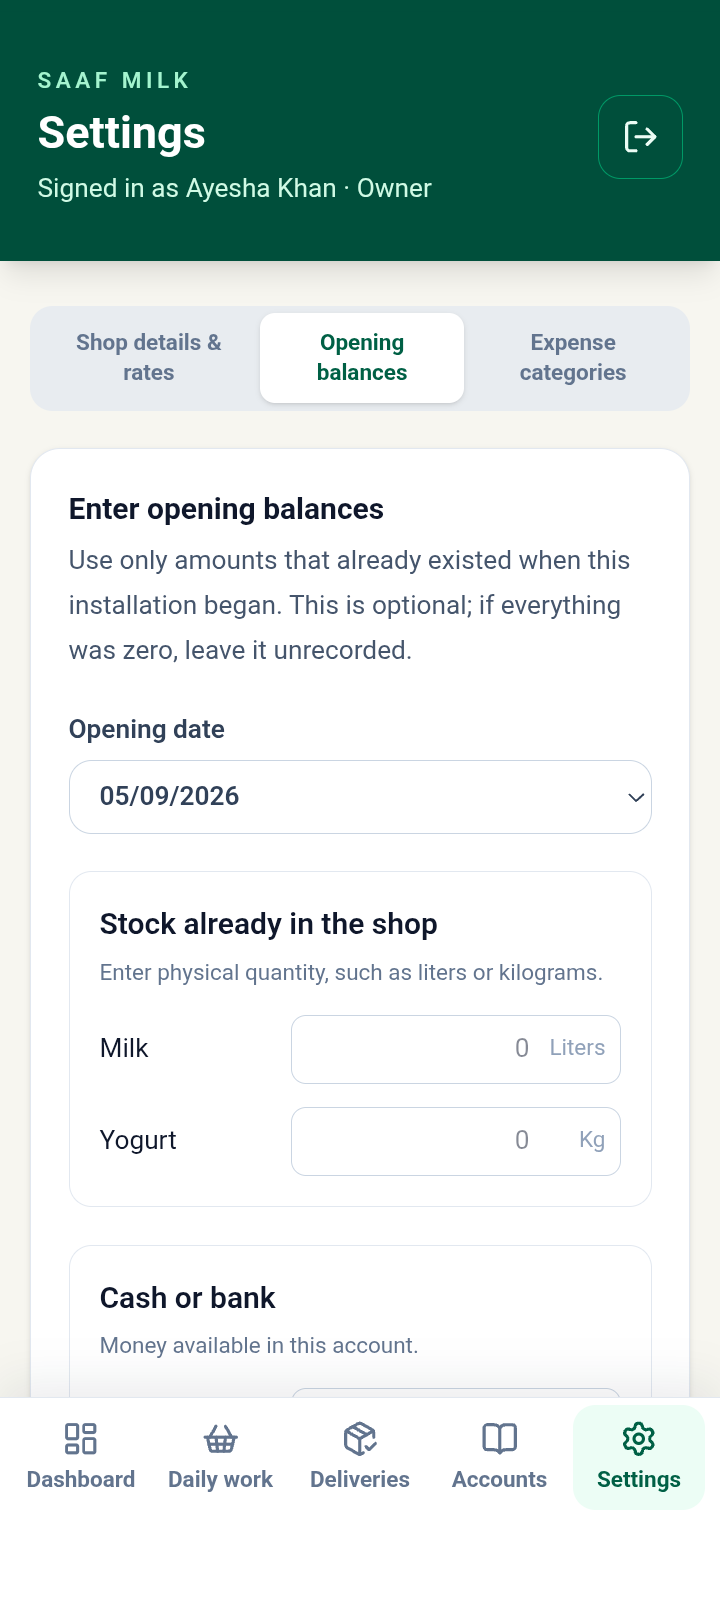 SAAF MILK
Settings
Signed in as Ayesha Khan · Owner
Shop details &
rates
Opening
balances
Expense
categories
Enter opening balances
Use only amounts that already existed when this
installation began. This is optional; if everything
was zero, leave it unrecorded.
Opening date
05/09/2026
Stock already in the shop
Enter physical quantity, such as liters or kilograms.
Milk
0 Liters
Yogurt
0 Kg
Cash or bank
Money available in this account.
Dashboard
Daily work
Deliveries
Accounts
Settings